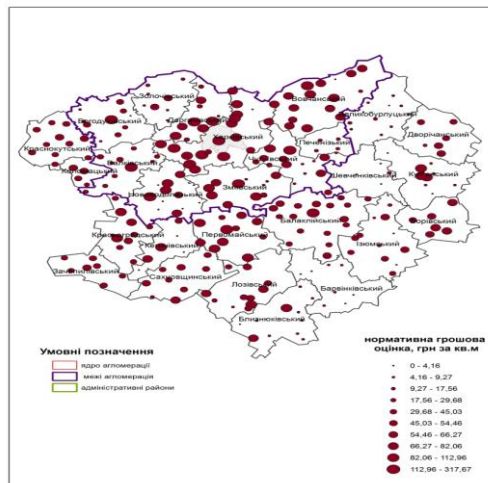 Золочівський
Вовчанський
Великобурлуцький
Богодухівський
Харківський
Печенізький
Дворічанський
Краснокутський
Чугуївський
Валківський
Коломацький
Шевченківський
Нововодолазький
Зміївський
Балаклійський
Борівський
Красноградський
Первомайський
Кегичівський
Ізюмський
Зачепилівський
Сахновщинський
Лозівський
Барвінківський
Близнюківський
Умовні позначення
ядро агломерації
межі агломерація
адміністративні райони
нормативна грошова
оцінка, грн за кв.м
0 - 4,16
4,16 - 9,27
9,27 - 17,56
17,56 - 29,68
29,68 - 45,03
45,03 - 54,46
54,46 - 66,27
66,27 - 82,06
82,06 - 112,96
112,96 - 317,67